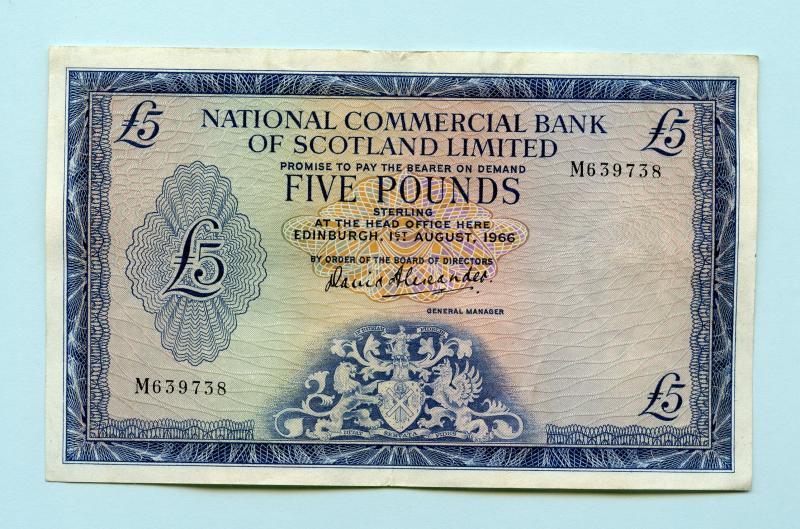 £5
NATIONAL COMMERCIAL BANK
OF SCOTLAND LIMITED
£5
PROMISE TO PAY THE BEARER ON DEMAND
M639738
FIVE POUNDS
STERLING
AT THE HEAD OFFICE HERE
EDINBURGH, 1ST AUGUST, 1966
£5
BY ORDER OF THE BOARD OF DIRECTORS
David Alexander.
GENERAL MANAGER
M639738
£5